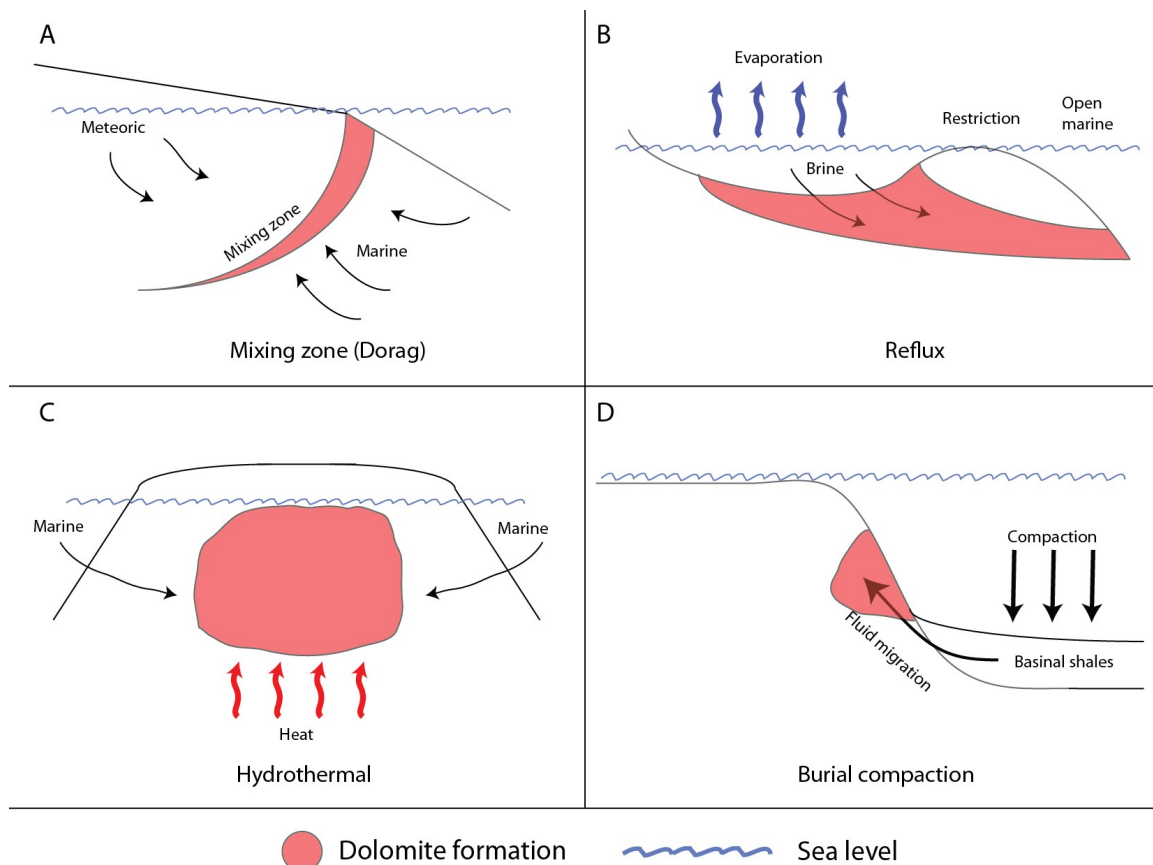 A
Meteoric
Mixing zone
Marine
Mixing zone (Dorag)
B
Evaporation
Restriction
Open
marine
Brine
Reflux
C
Marine
Marine
Heat
Hydrothermal
D
Compaction
Fluid migration
Basinal shales
Burial compaction
Dolomite formation
Sea level